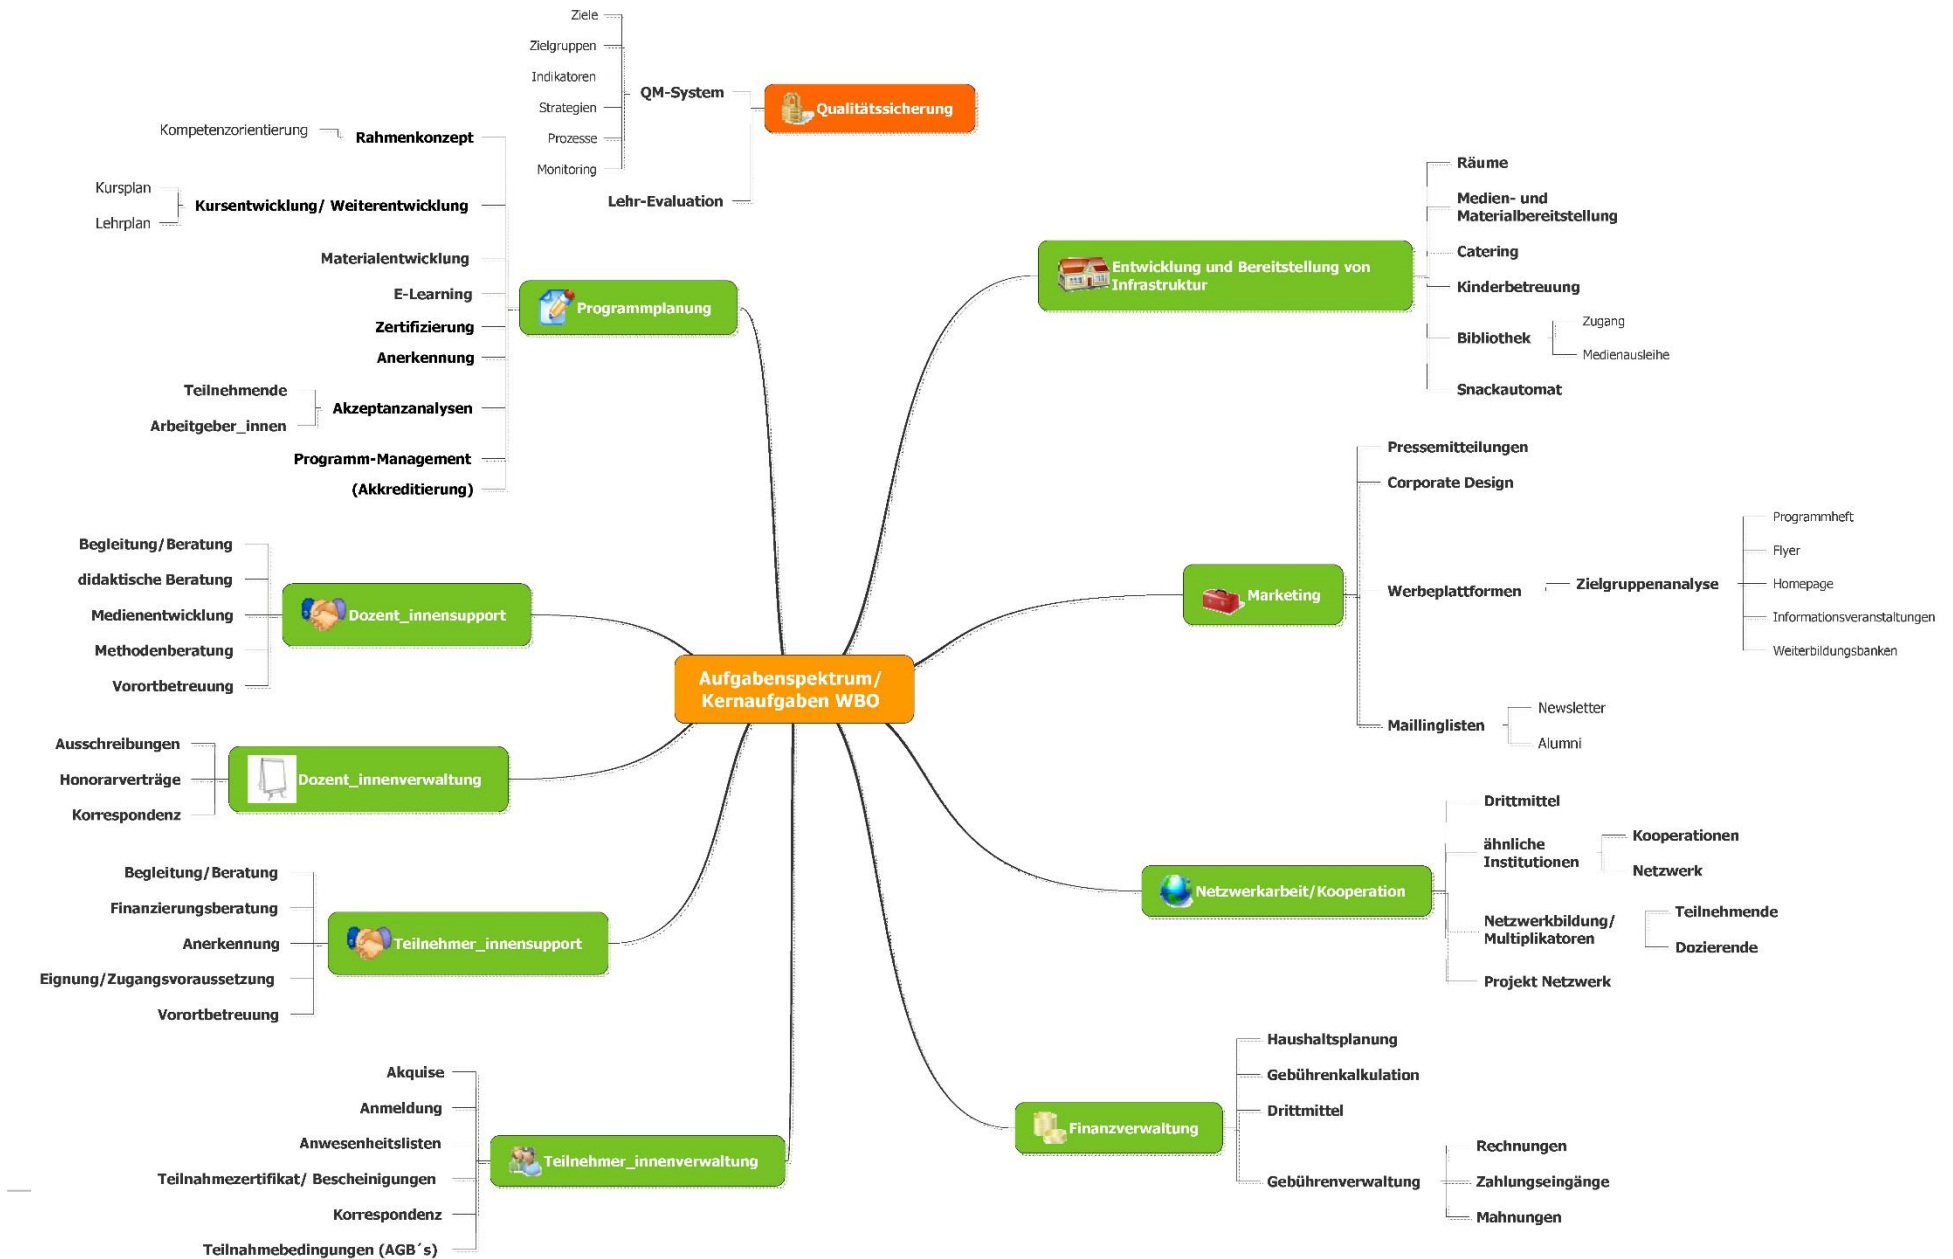 Aufgabenspektrum/
Kernaufgaben WBO
Qualitätssicherung
QM-System
Ziele
Zielgruppen
Indikatoren
Strategien
Prozesse
Monitoring
Lehr-Evaluation
Programmplanung
Rahmenkonzept
Kompetenzorientierung
Kursentwicklung/ Weiterentwicklung
Kursplan
Lehrplan
Materialentwicklung
E-Learning
Zertifizierung
Anerkennung
Akzeptanzanalysen
Teilnehmende
Arbeitgeber_innen
Programm-Management
(Akkreditierung)
Dozent_innensupport
Begleitung/Beratung
didaktische Beratung
Medienentwicklung
Methodenberatung
Vorortbetreuung
Dozent_innenverwaltung
Ausschreibungen
Honorarverträge
Korrespondenz
Teilnehmer_innensupport
Begleitung/Beratung
Finanzierungsberatung
Anerkennung
Eignung/Zugangsvoraussetzung
Vorortbetreuung
Teilnehmer_innenverwaltung
Akquise
Anmeldung
Anwesenheitslisten
Teilnahmezertifikat/ Bescheinigungen
Korrespondenz
Teilnahmebedingungen (AGB´s)
Entwicklung und Bereitstellung von
Infrastruktur
Räume
Medien- und
Materialbereitstellung
Catering
Kinderbetreuung
Bibliothek
Zugang
Medienausleihe
Snackautomat
Marketing
Pressemitteilungen
Corporate Design
Werbeplattformen
Zielgruppenanalyse
Programmheft
Flyer
Homepage
Informationsveranstaltungen
Weiterbildungsbanken
Maillinglisten
Newsletter
Alumni
Netzwerkarbeit/Kooperation
Drittmittel
ähnliche
Institutionen
Kooperationen
Netzwerk
Netzwerkbildung/
Multiplikatoren
Teilnehmende
Dozierende
Projekt Netzwerk
Finanzverwaltung
Haushaltsplanung
Gebührenkalkulation
Drittmittel
Gebührenverwaltung
Rechnungen
Zahlungseingänge
Mahnungen